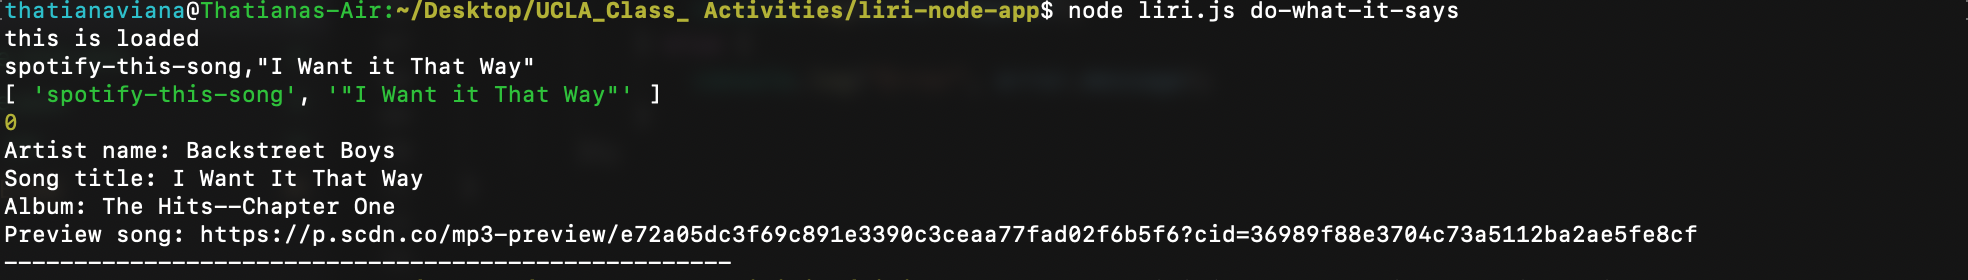 thatianaviana@Thatianas-Air:~/Desktop/UCLA_Class_ Activities/liri-node-app$ node liri.js do-what-it-says
this is loaded
spotify-this-song,"I Want it That Way"
[ 'spotify-this-song', '"I Want it That Way"' ]
0
Artist name: Backstreet Boys
Song title: I Want It That Way
Album: The Hits--Chapter One
Preview song: https://p.scdn.co/mp3-preview/e72a05dc3f69c891e3390c3ceaa77fad02f6b5f6?cid=36989f88e3704c73a5112ba2ae5fe8cf
----------------------------------------------------